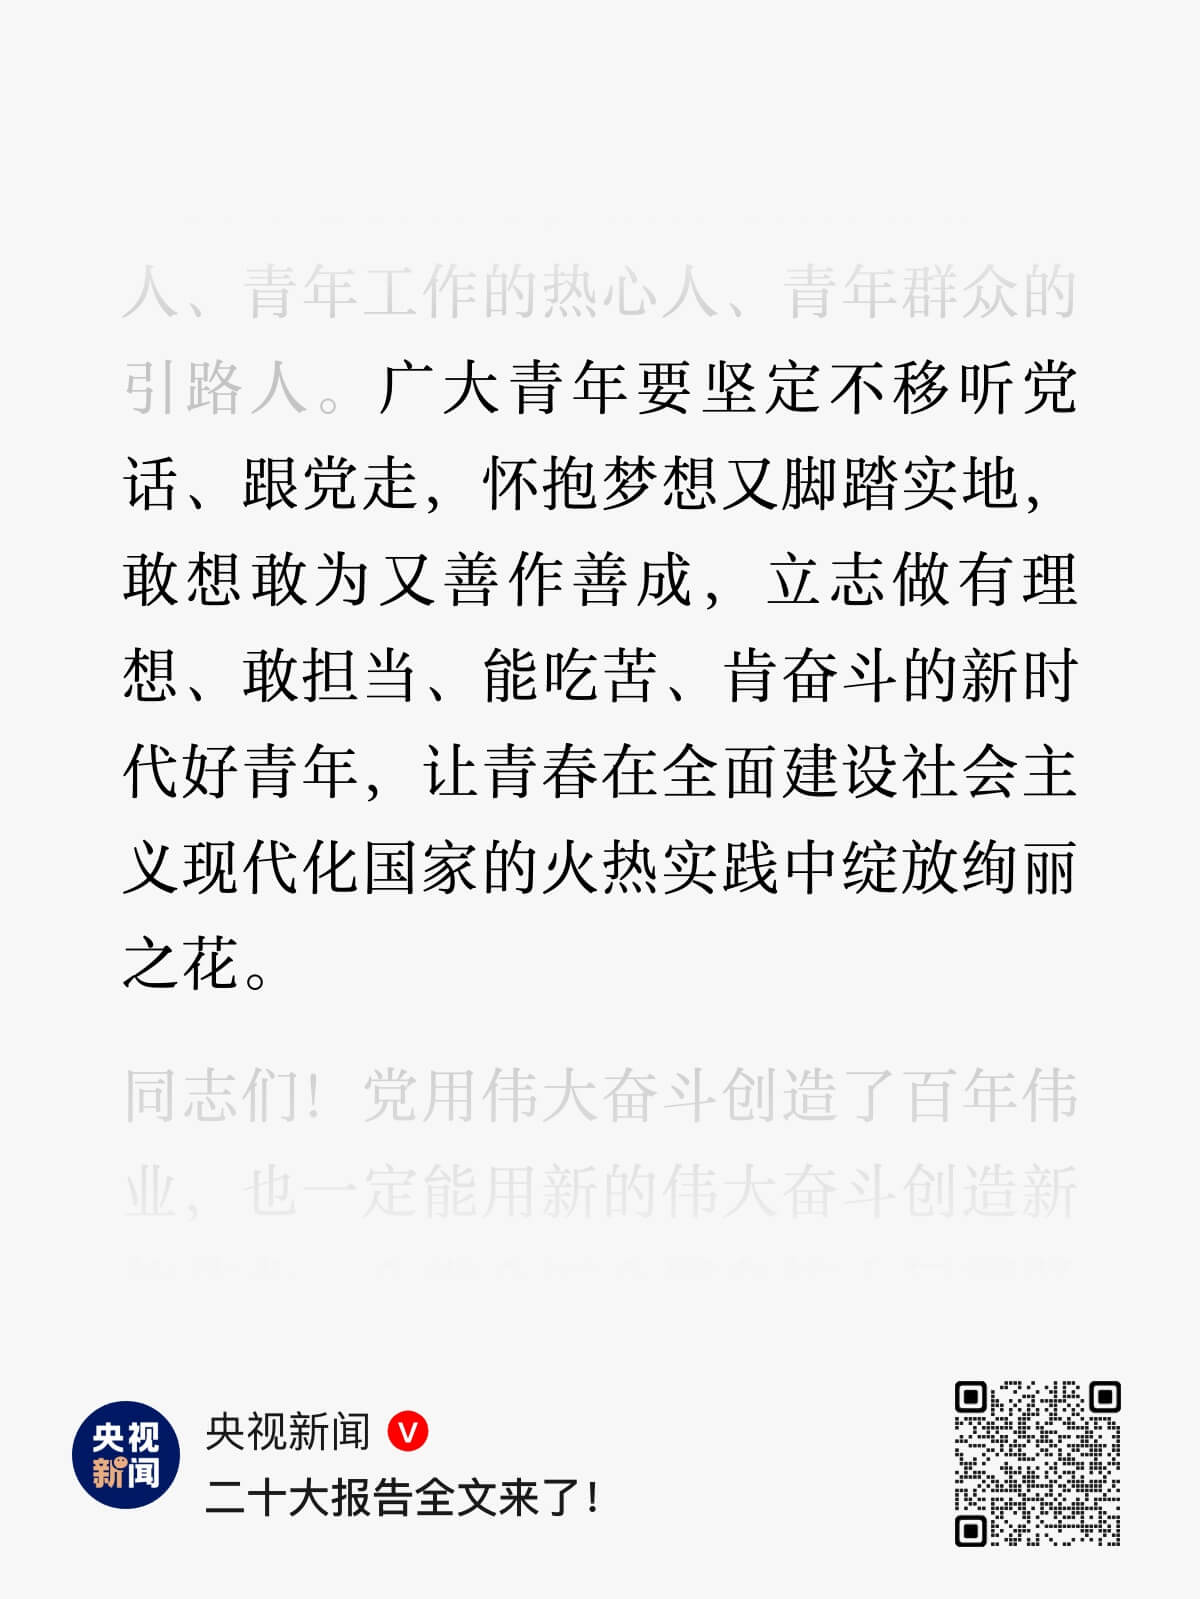 人、青年工作的热心人、青年群众的
引路人。广大青年要坚定不移听党
话、跟党走，怀抱梦想又脚踏实地，
敢想敢为又善作善成，立志做有理
想、敢担当、能吃苦、肯奋斗的新时
代好青年，让青春在全面建设社会主
义现代化国家的火热实践中绽放绚丽
之花。
同志们！党用伟大奋斗创造了百年伟
业，也一定能用新的伟大奋斗创造新
央视
新闻
央视新闻 V
二十大报告全文来了！